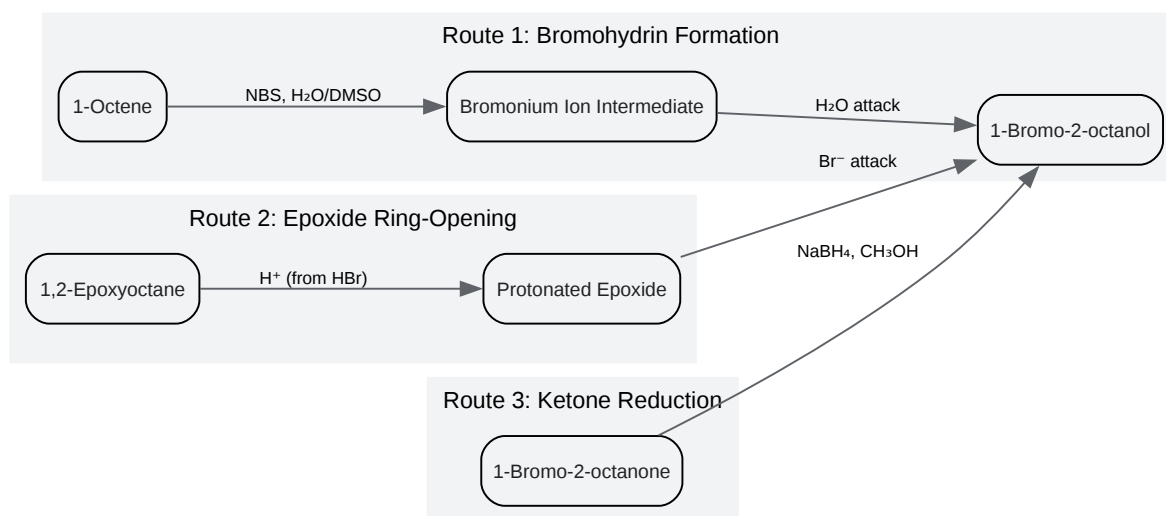 Route 1: Bromohydrin Formation
1-Octene
NBS, H₂O/DMSO
Bromonium Ion Intermediate
H₂O attack
1-Bromo-2-octanol
Br⁻ attack
Route 2: Epoxide Ring-Opening
1,2-Epoxyoctane
H⁺ (from HBr)
Protonated Epoxide
NaBH₄, CH₃OH
Route 3: Ketone Reduction
1-Bromo-2-octanone